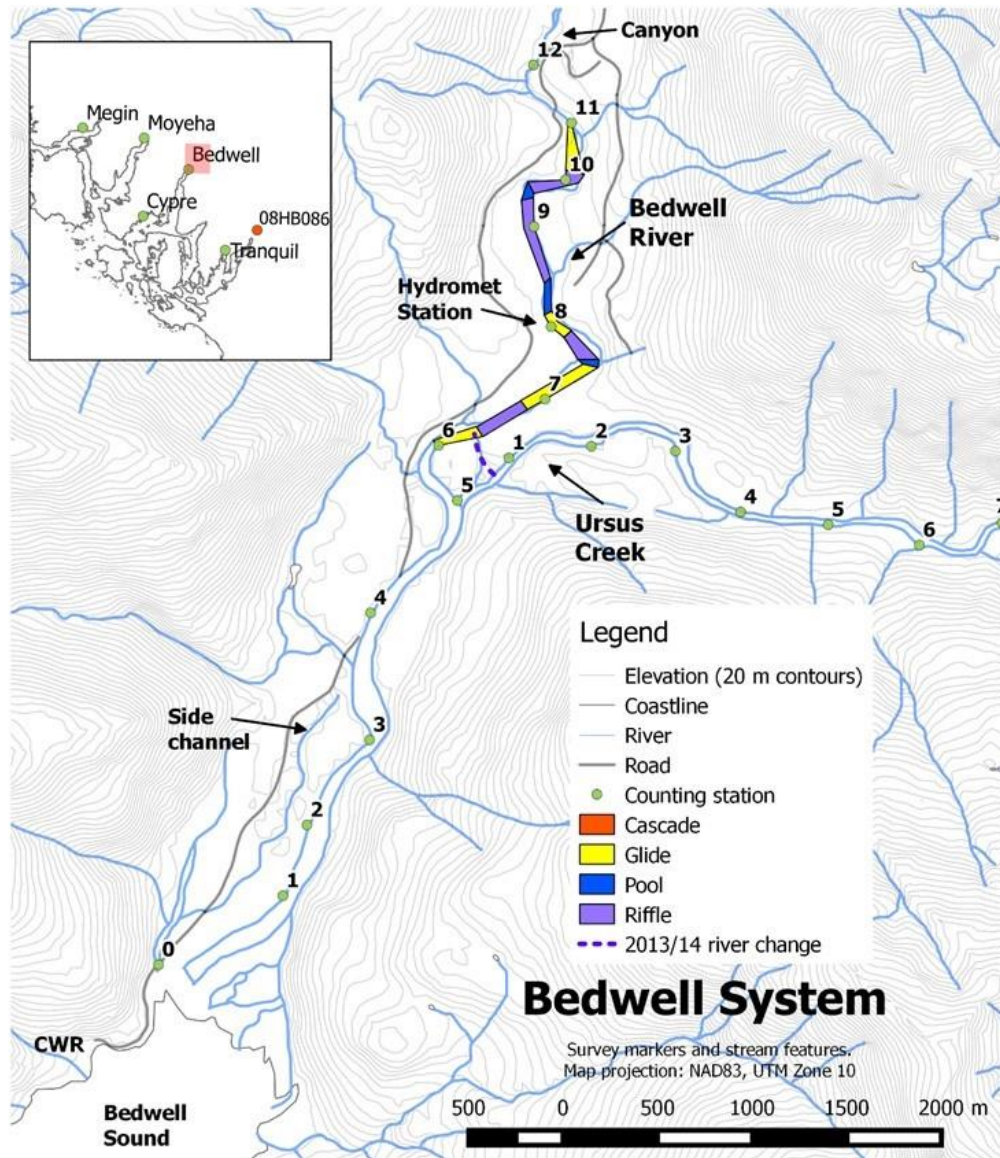 Canyon
12
Megin
Moyeha
Bedwell
Cypre
08HB086
Tranquil
11
10
9
Bedwell
River
Hydromet
Station
8
7
6
1
2
3
4
5
6
7
5
Ursus
Creek
4
Side
channel
3
2
1
0
CWR
Bedwell
Sound
Legend
Elevation (20 m contours)
Coastline
River
Road
Counting station
Cascade
Glide
Pool
Riffle
2013/14 river change
Bedwell System
Survey markers and stream features.
Map projection: NAD83, UTM Zone 10
500 0 500 1000 1500 2000 m